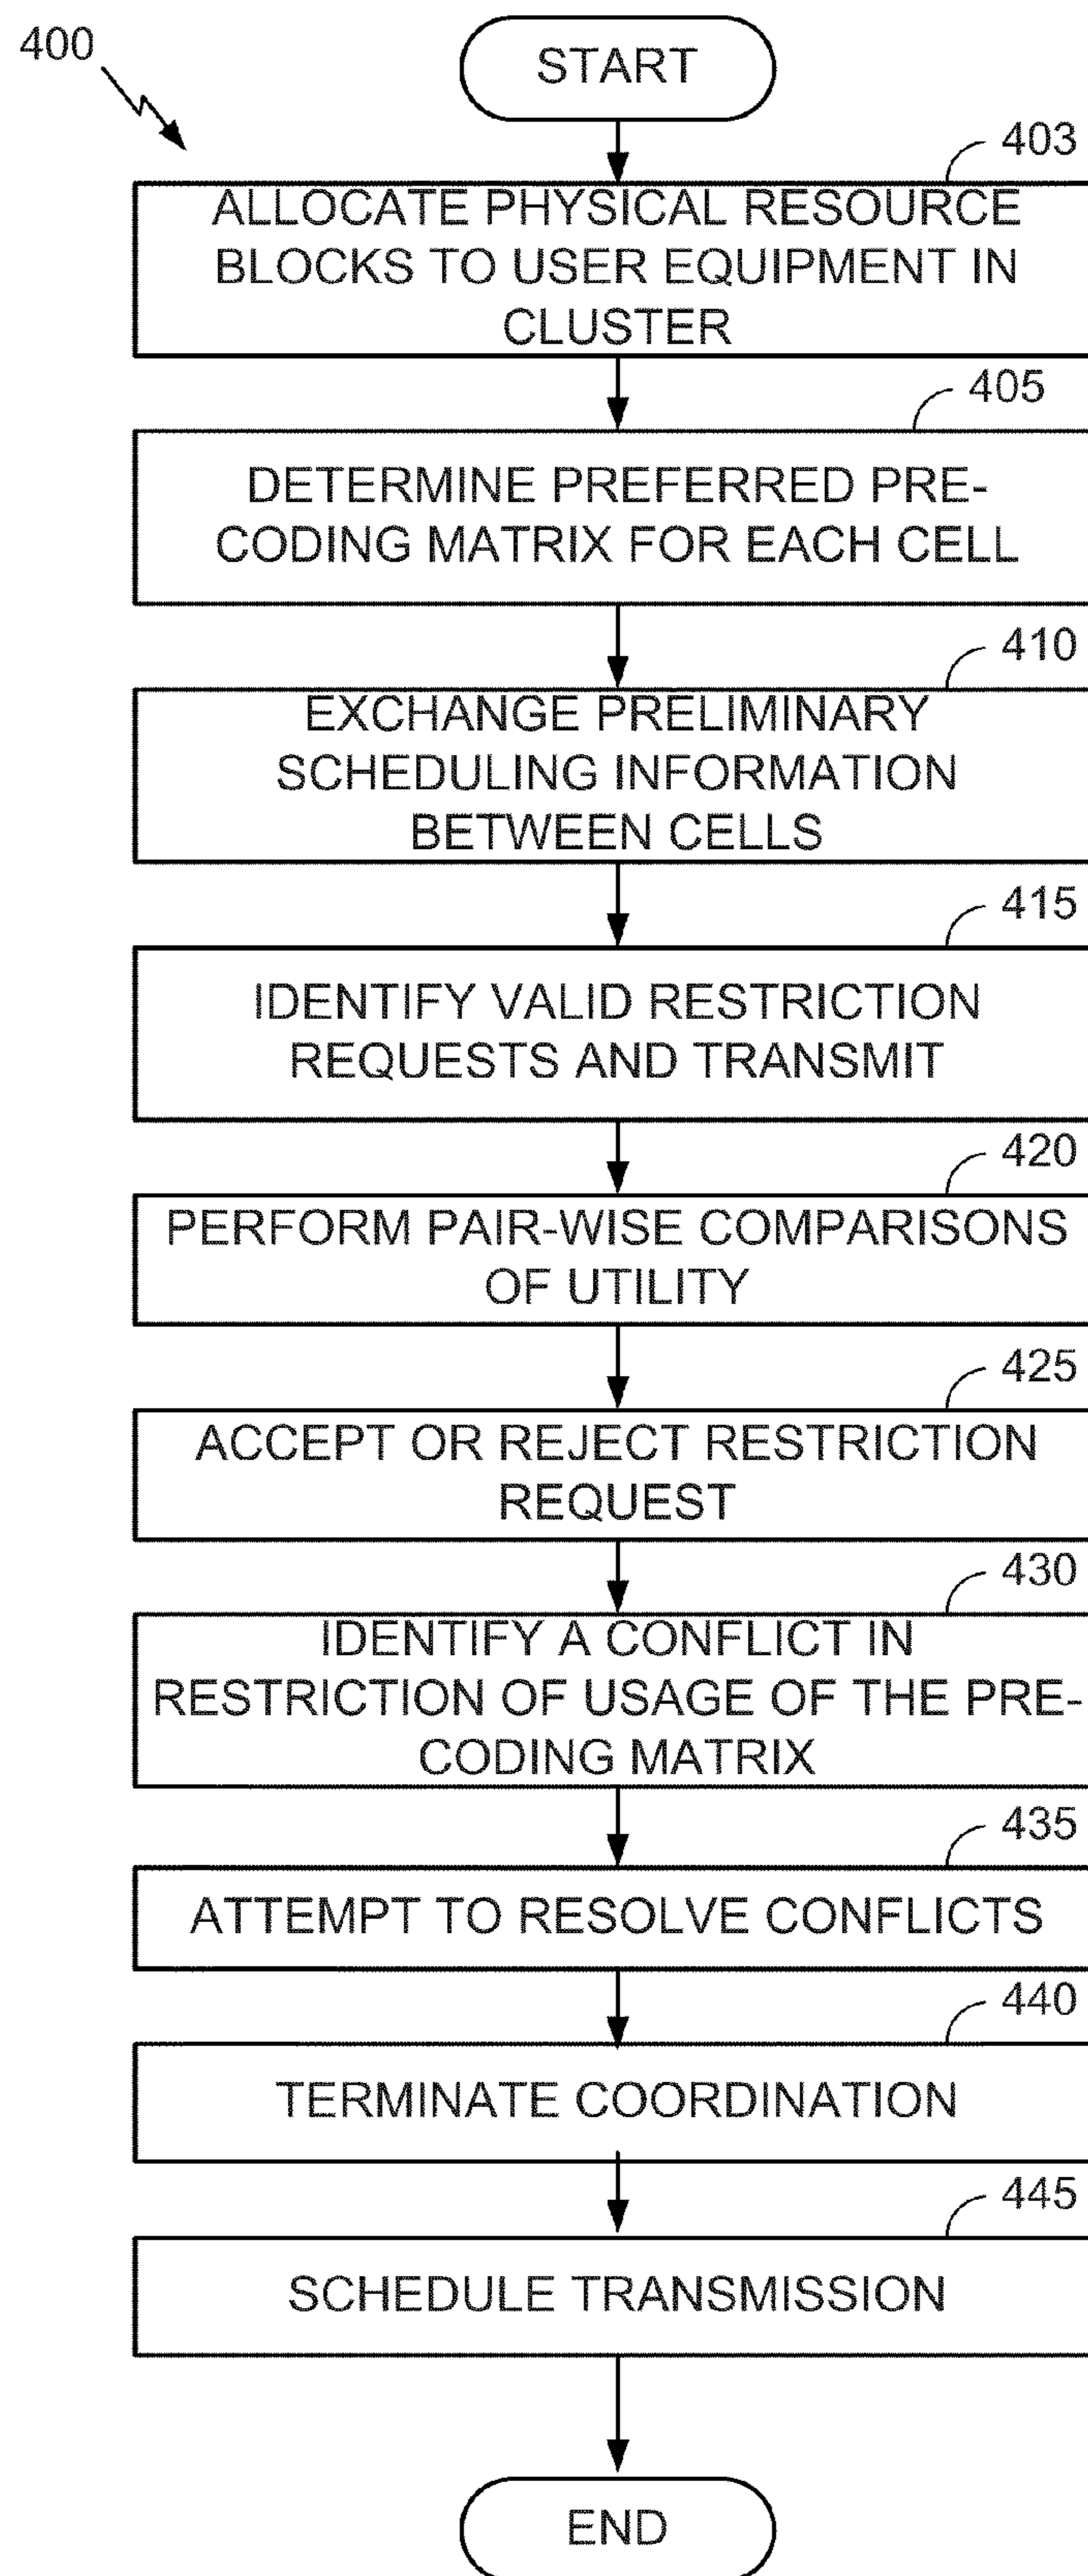 400
START
403
ALLOCATE PHYSICAL RESOURCE
BLOCKS TO USER EQUIPMENT IN
CLUSTER
405
DETERMINE PREFERRED PRE-
CODING MATRIX FOR EACH CELL
410
EXCHANGE PRELIMINARY
SCHEDULING INFORMATION
BETWEEN CELLS
415
IDENTIFY VALID RESTRICTION
REQUESTS AND TRANSMIT
420
PERFORM PAIR-WISE COMPARISONS
OF UTILITY
425
ACCEPT OR REJECT RESTRICTION
REQUEST
430
IDENTIFY A CONFLICT IN
RESTRICTION OF USAGE OF THE PRE-
CODING MATRIX
435
ATTEMPT TO RESOLVE CONFLICTS
440
TERMINATE COORDINATION
445
SCHEDULE TRANSMISSION
END